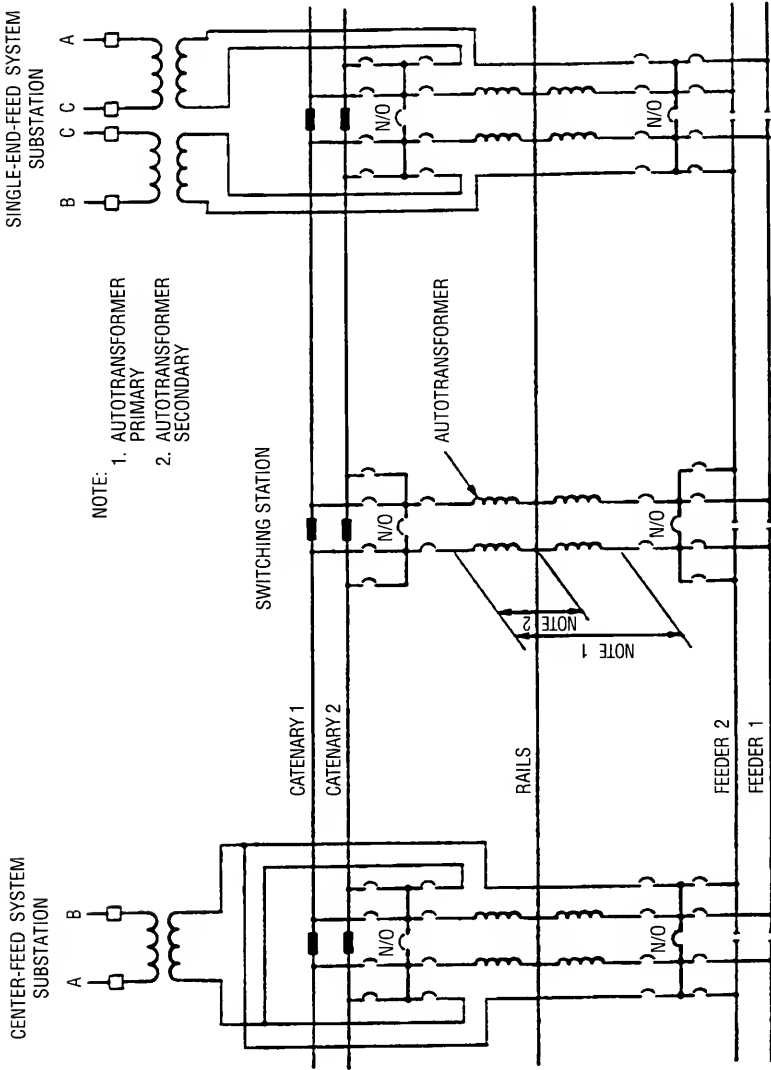 CENTER-FEED SYSTEM
SUBSTATION
A
B
SINGLE-END-FEED SYSTEM
SUBSTATION
B
C
C
A
NOTE:
1. AUTOTRANSFORMER
PRIMARY
2. AUTOTRANSFORMER
SECONDARY
SWITCHING STATION
CATENARY 1
CATENARY 2
N/O
N/O
N/O
AUTOTRANSFORMER
RAILS
NOTE 2
NOTE 1
N/O
N/O
N/O
FEEDER 2
FEEDER 1